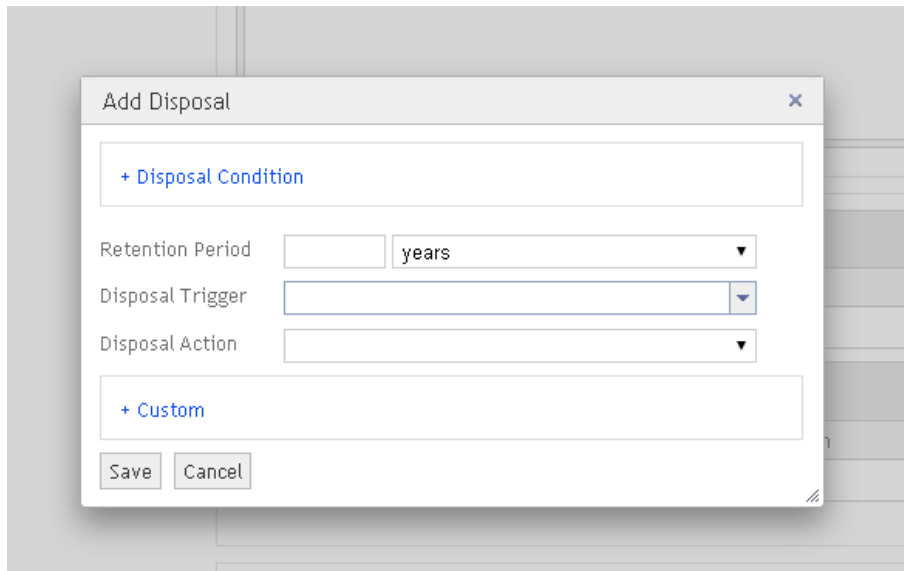 Add Disposal
+ Disposal Condition
Retention Period years
Disposal Trigger
Disposal Action
+ Custom
Save Cancel